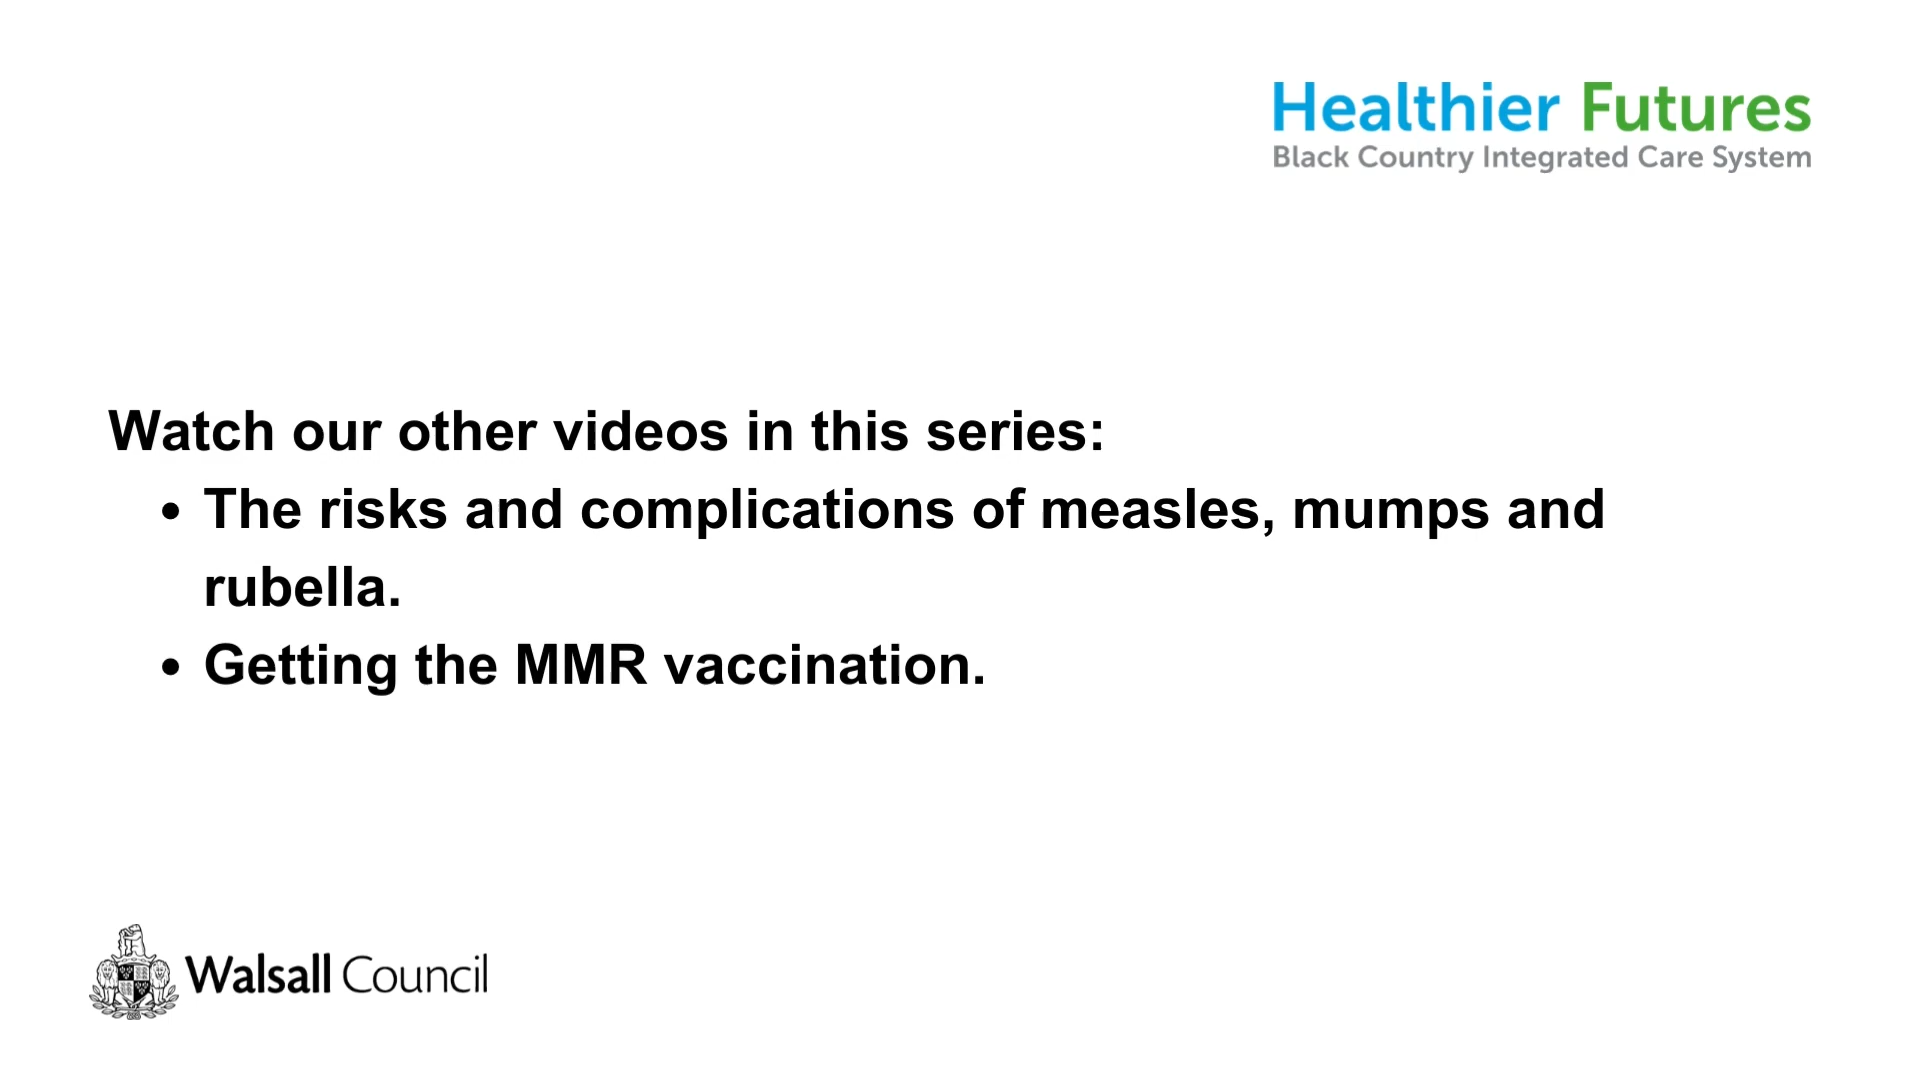 Healthier Futures
Black Country Integrated Care System
Watch our other videos in this series:
• The risks and complications of measles, mumps and
rubella.
• Getting the MMR vaccination.
Walsall Council